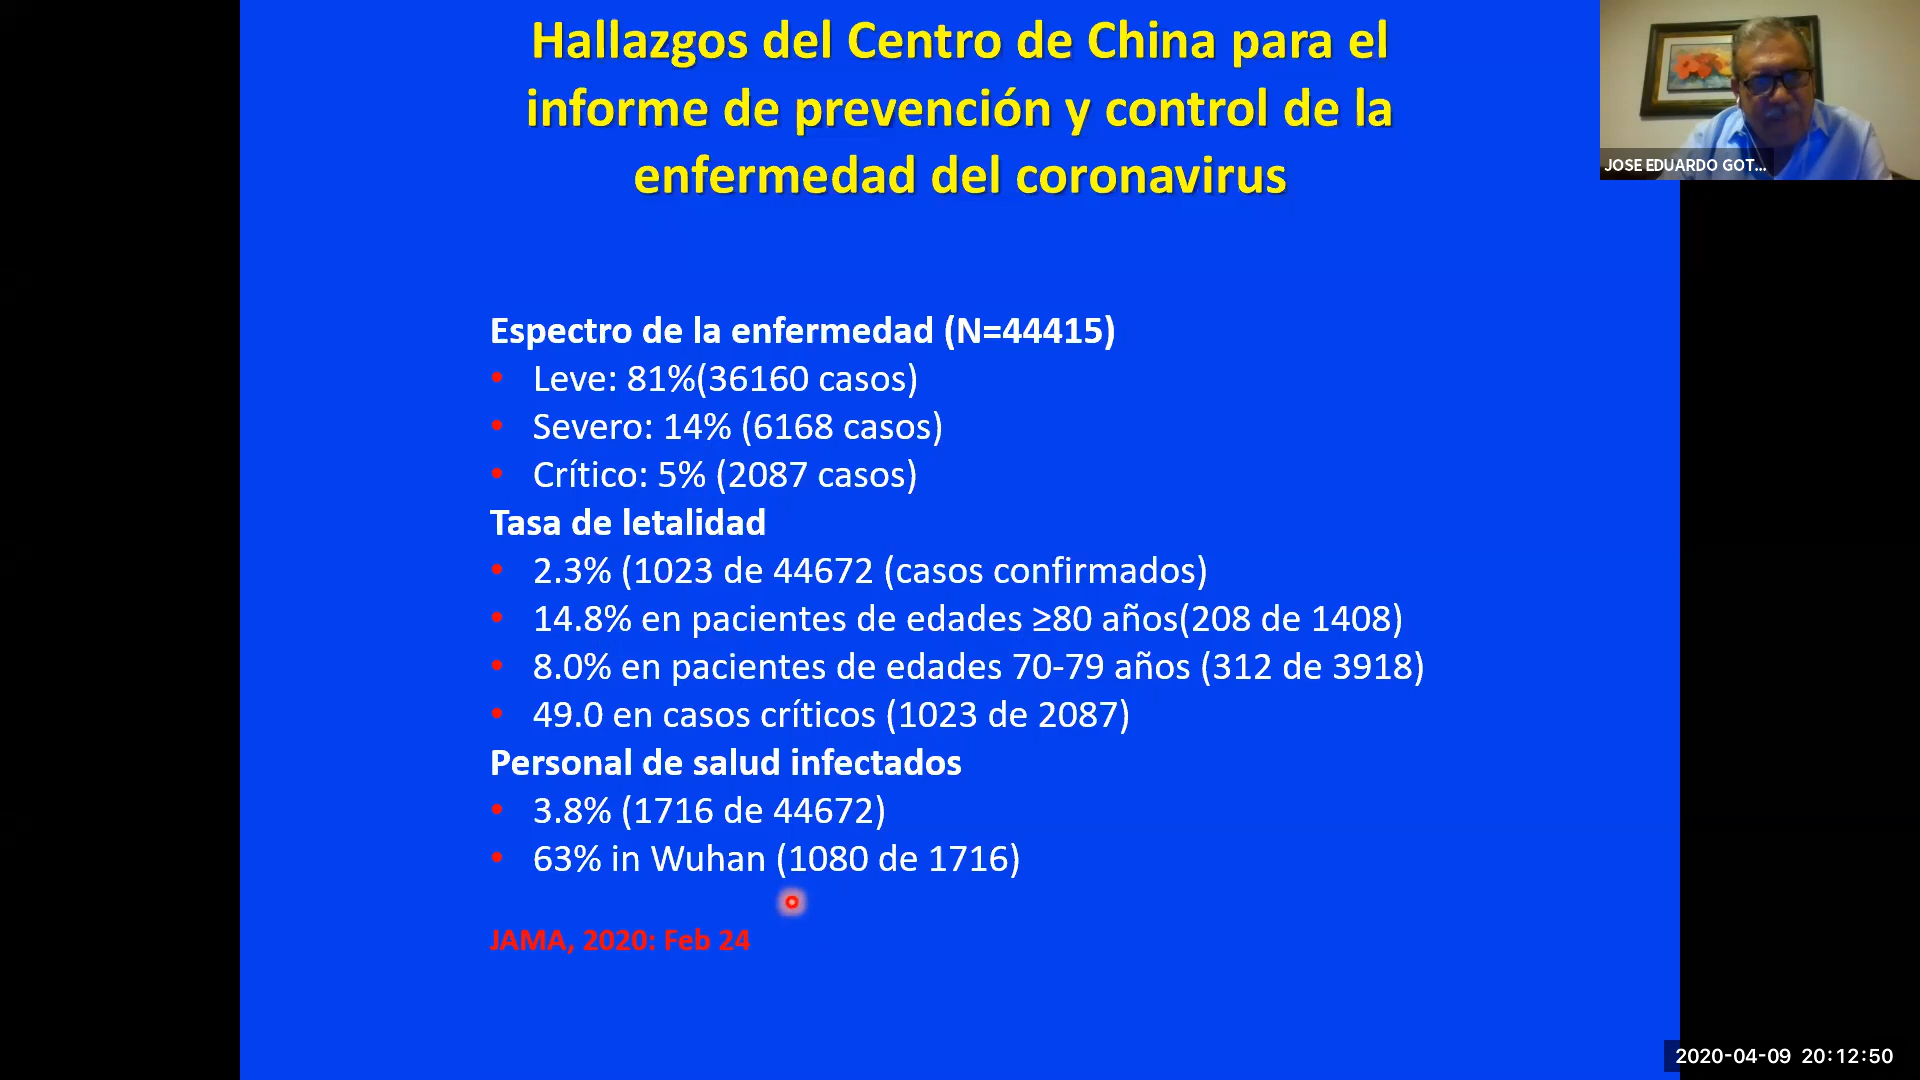 Hallazgos del Centro de China para el
informe de prevención y control de la
enfermedad del coronavirus
JOSE EDUARDO GOT...
Espectro de la enfermedad (N=44415)
• Leve: 81%(36160 casos)
• Severo: 14% (6168 casos)
• Crítico: 5% (2087 casos)
Tasa de letalidad
• 2.3% (1023 de 44672 (casos confirmados)
• 14.8% en pacientes de edades ≥80 años(208 de 1408)
• 8.0% en pacientes de edades 70-79 años (312 de 3918)
• 49.0 en casos críticos (1023 de 2087)
Personal de salud infectados
• 3.8% (1716 de 44672)
• 63% in Wuhan (1080 de 1716)
JAMA, 2020: Feb 24
2020-04-09 20:12:50